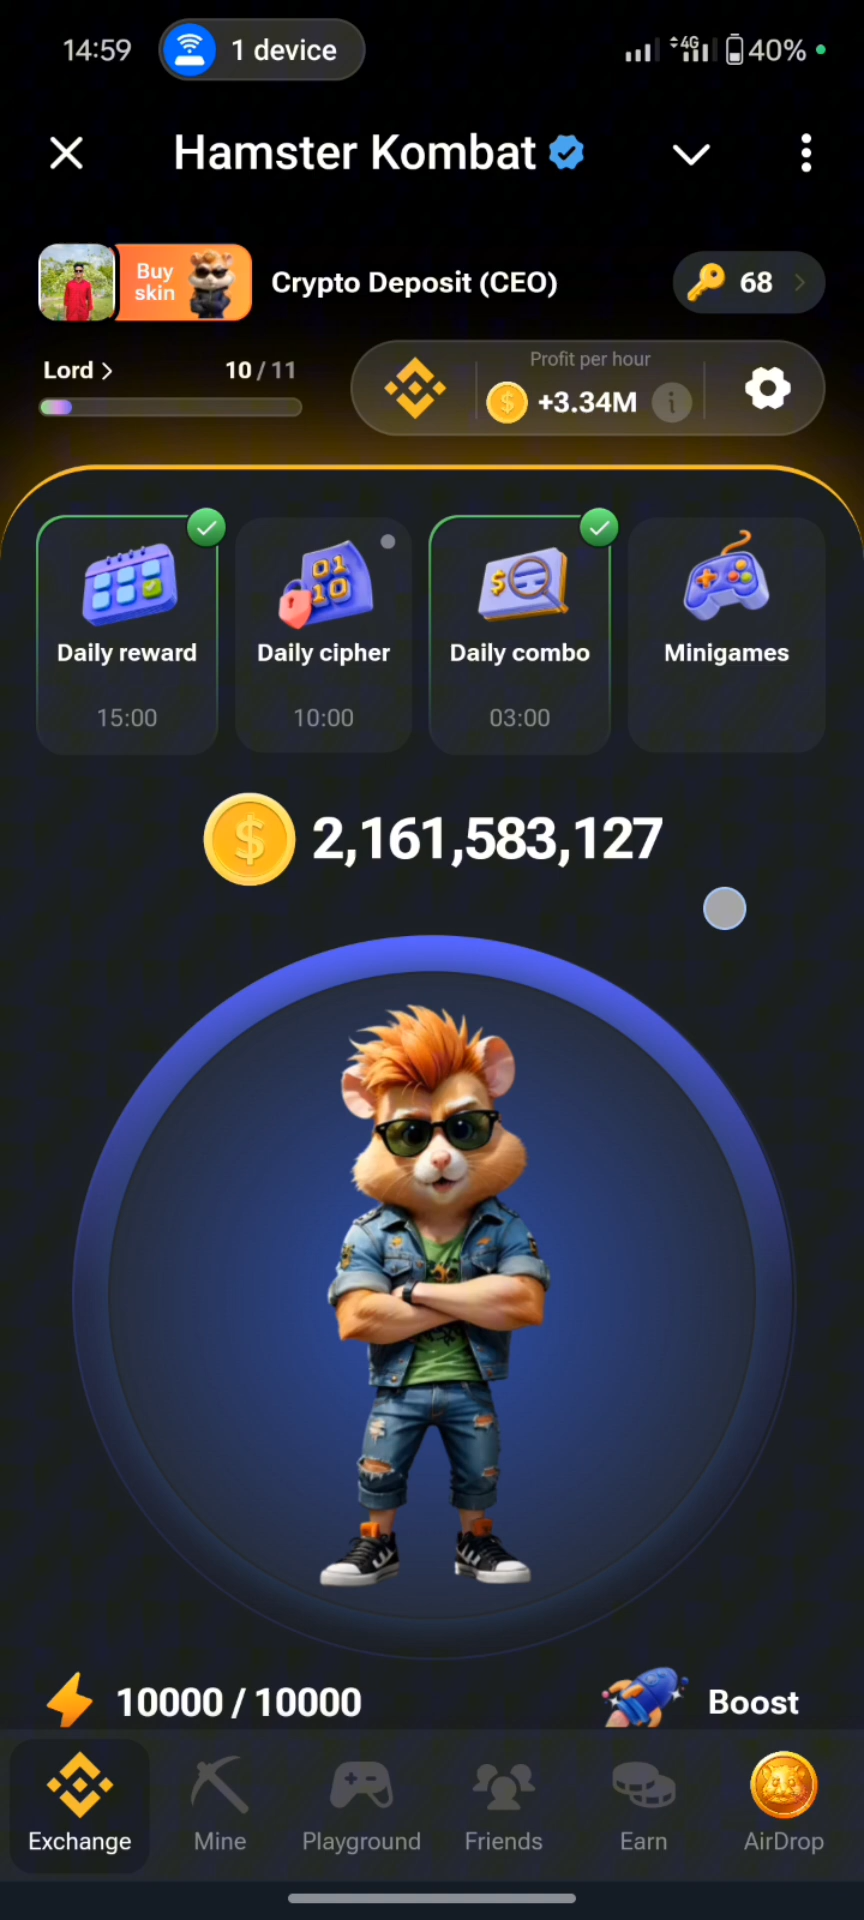 14:59
1 device
4G
40%
Hamster Kombat
Buy
skin
Crypto Deposit (CEO)
68
Lord
10 / 11
Profit per hour
+3.34M
Daily reward
15:00
Daily cipher
10:00
Daily combo
03:00
Minigames
2,161,583,127
10000 / 10000
Boost
Exchange
Mine
Playground
Friends
Earn
AirDrop